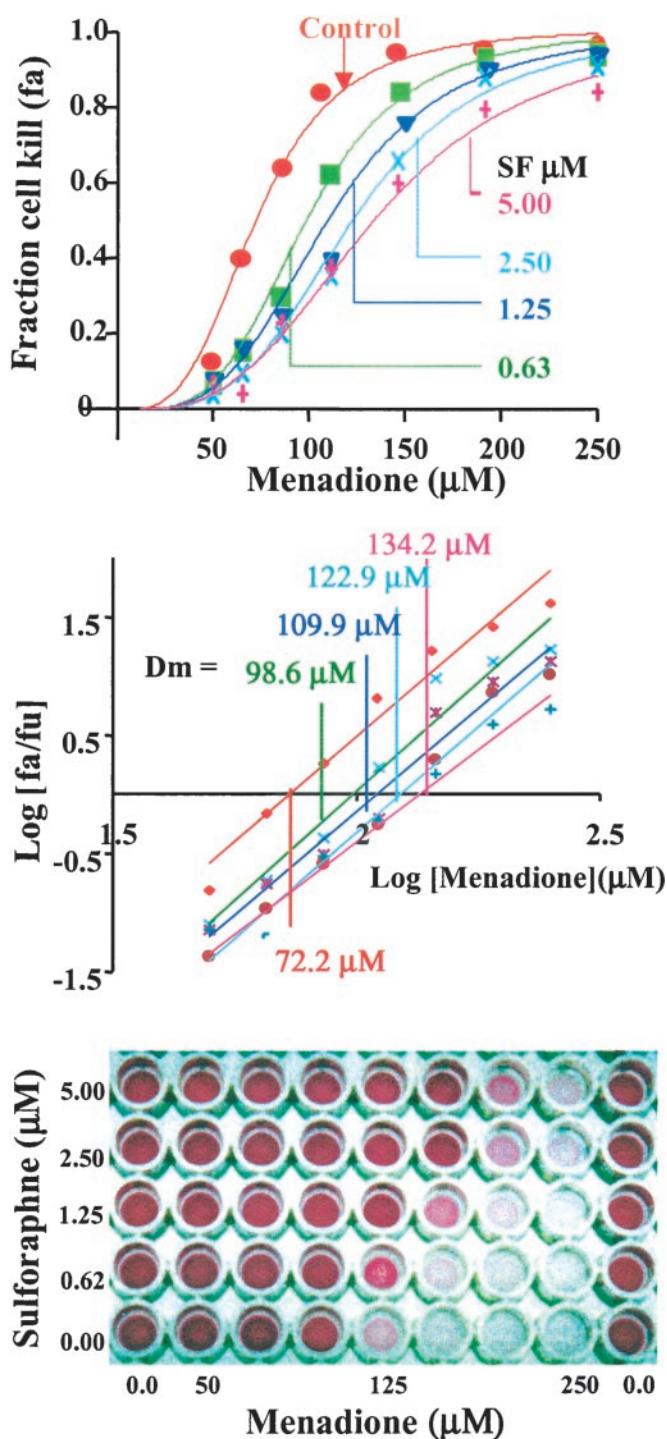 Fraction cell kill (fa)
1.0
0.8
0.6
0.4
0.2
0
Control
SF μM
5.00
2.50
1.25
0.63
50
100
150
200
250
Menadione (μM)
Log [fa/fu]
1.5
0.5
-0.5
-1.5
134.2 μM
122.9 μM
109.9 μM
Dm =
98.6 μM
1.5
2
2.5
Log [Menadione](μM)
72.2 μM
Sulforaphne (μM)
5.00
2.50
1.25
0.62
0.00
0.0
50
125
250
0.0
Menadione (μM)